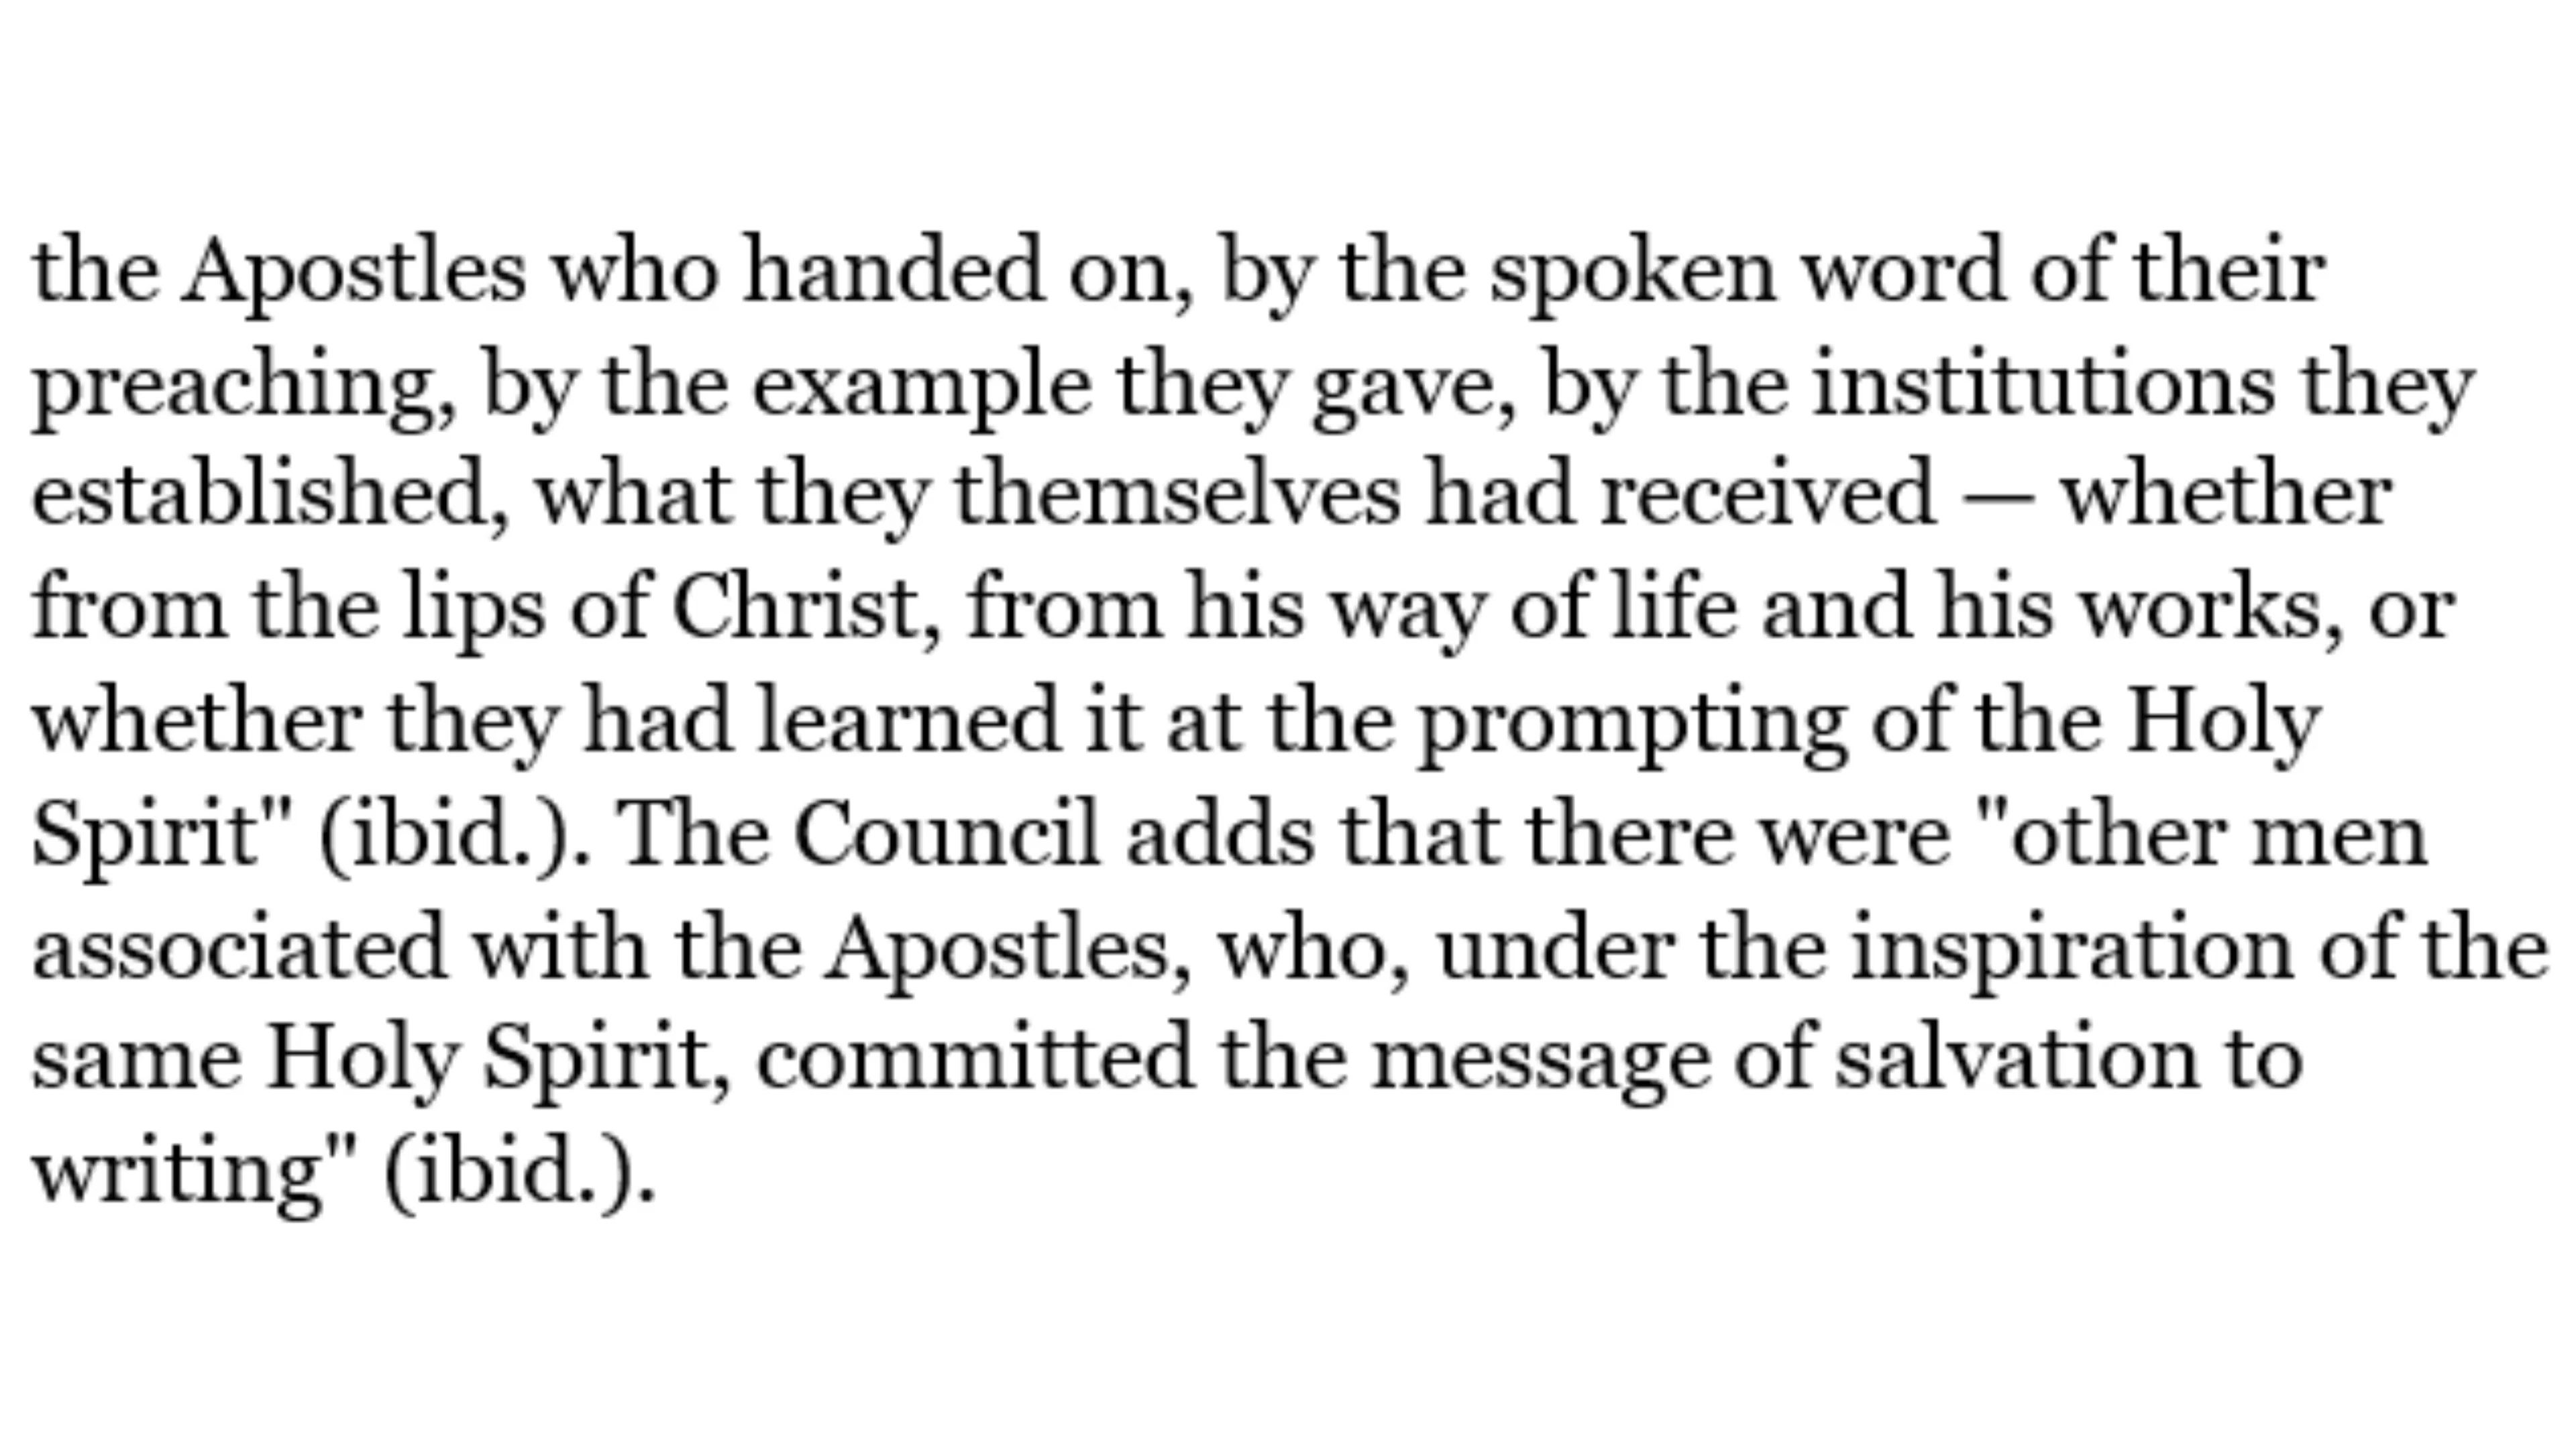 the Apostles who handed on, by the spoken word of their
preaching, by the example they gave, by the institutions they
established, what they themselves had received — whether
from the lips of Christ, from his way of life and his works, or
whether they had learned it at the prompting of the Holy
Spirit" (ibid.). The Council adds that there were "other men
associated with the Apostles, who, under the inspiration of the
same Holy Spirit, committed the message of salvation to
writing" (ibid.).